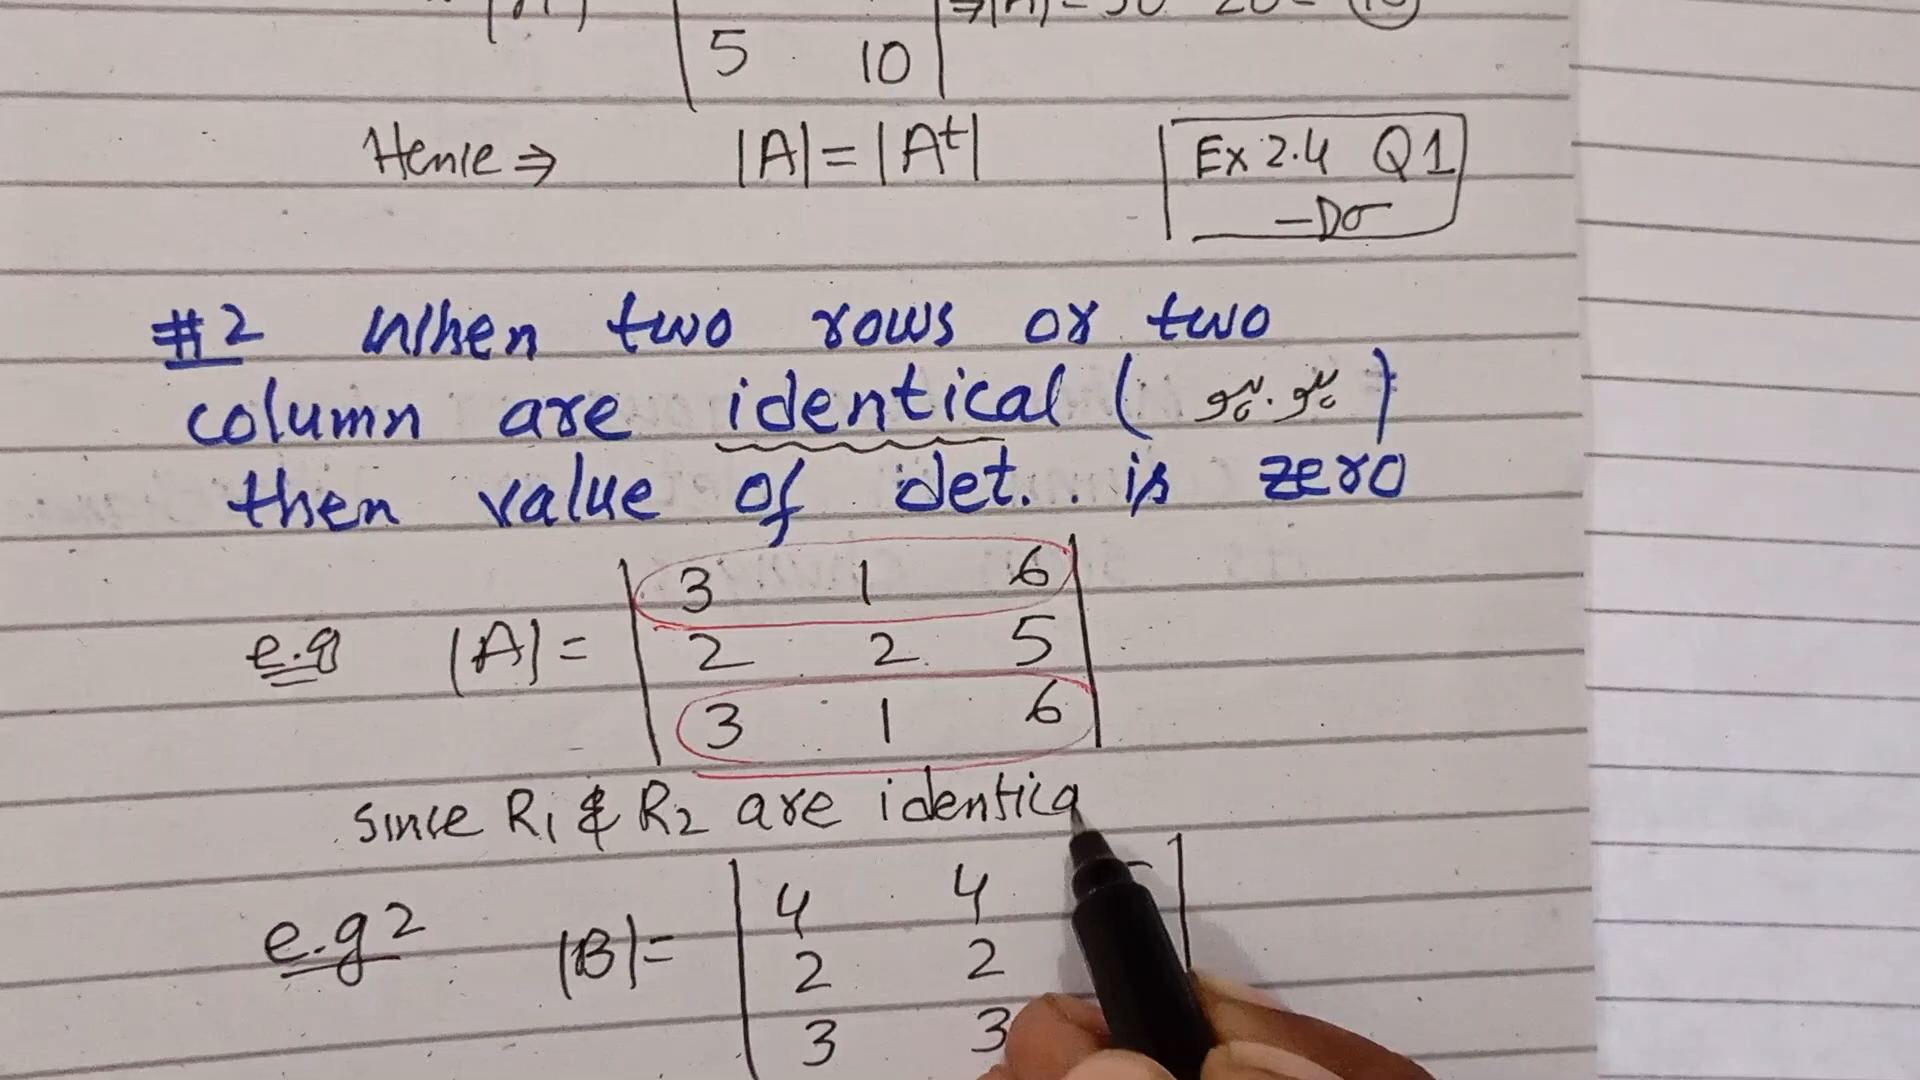 5 10
Hence ⇒ |A| = |Aᵗ|
Ex 2.4 Q1
#2 When two rows or two
column are identical ( )
then value of det.. is zero
3 1 6
e.g |A| = 2 2 5
3 1 6
since R₁ & R₂ are identica
4 4
e.g 2 |B| = 2 2
3 3